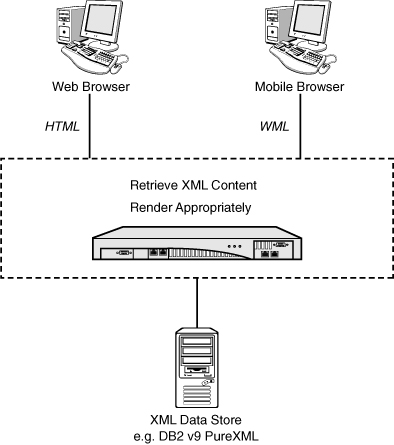 Web Browser
Mobile Browser
HTML
WML
Retrieve XML Content
Render Appropriately
XML Data Store
e.g. DB2 v9 PureXML